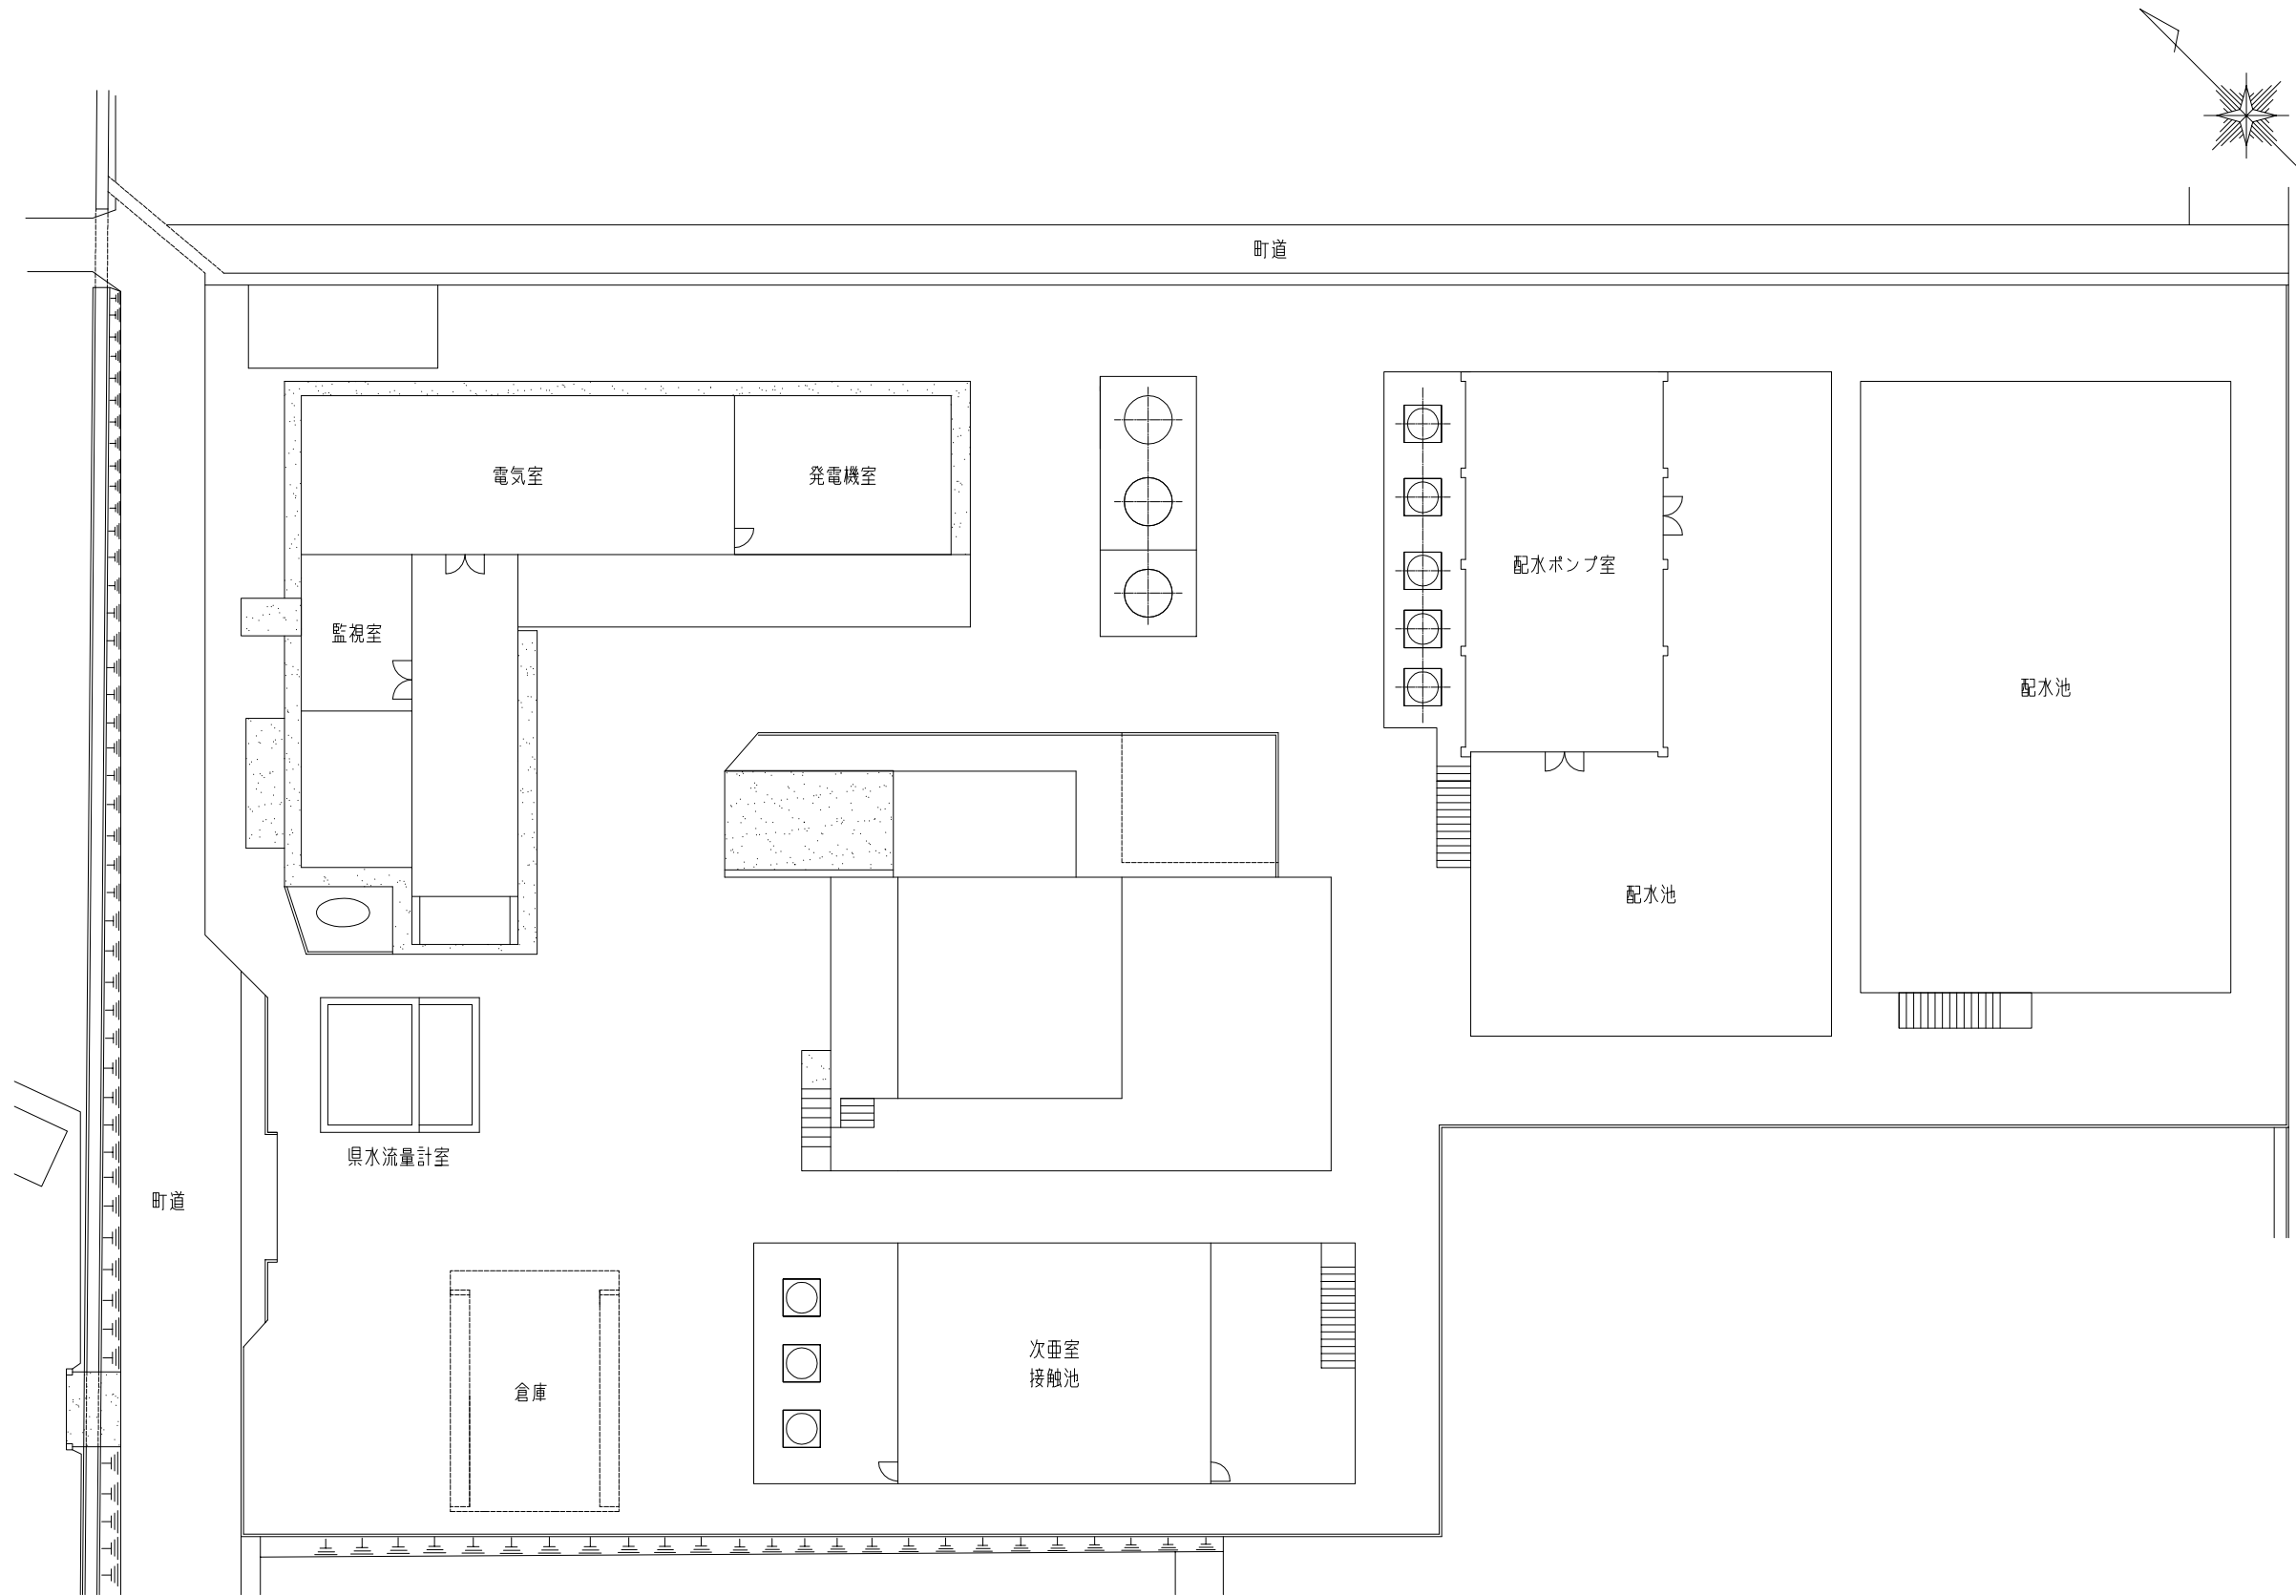 町道
電気室
発電機室
配水ポンプ室
監視室
配水池
配水池
県水流量計室
町道
次亜室
接触池
倉庫